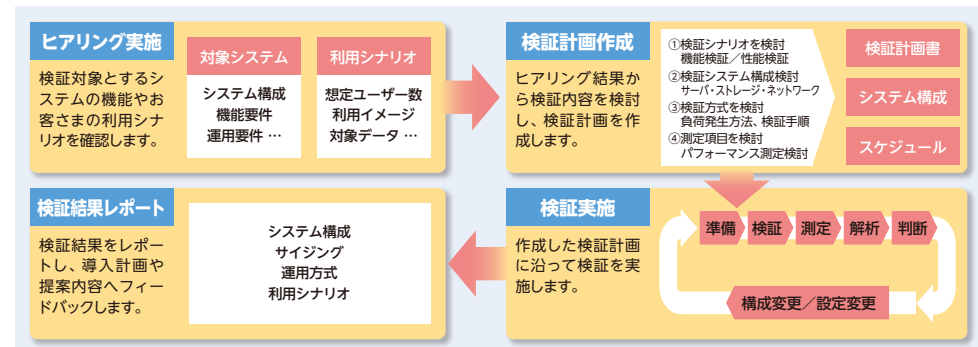 ヒアリング実施
検証対象とするシ
ステムの機能やお
客さまの利用シナ
リオを確認します。
対象システム
システム構成
機能要件
運用要件 …
利用シナリオ
想定ユーザー数
利用イメージ
対象データ …
検証計画作成
ヒアリング結果か
ら検証内容を検討
し、検証計画を作
成します。
①検証シナリオを検討
機能検証／性能検証
②検証システム構成検討
サーバ・ストレージ・ネットワーク
③検証方式を検討
負荷発生方法、検証手順
④測定項目を検討
パフォーマンス測定検討
検証計画書
システム構成
スケジュール
検証実施
作成した検証計画
に沿って検証を実
施します。
準備
検証
測定
解析
判断
構成変更／設定変更
検証結果レポート
検証結果をレポー
トし、導入計画や
提案内容へフィー
ドバックします。
システム構成
サイジング
運用方式
利用シナリオ